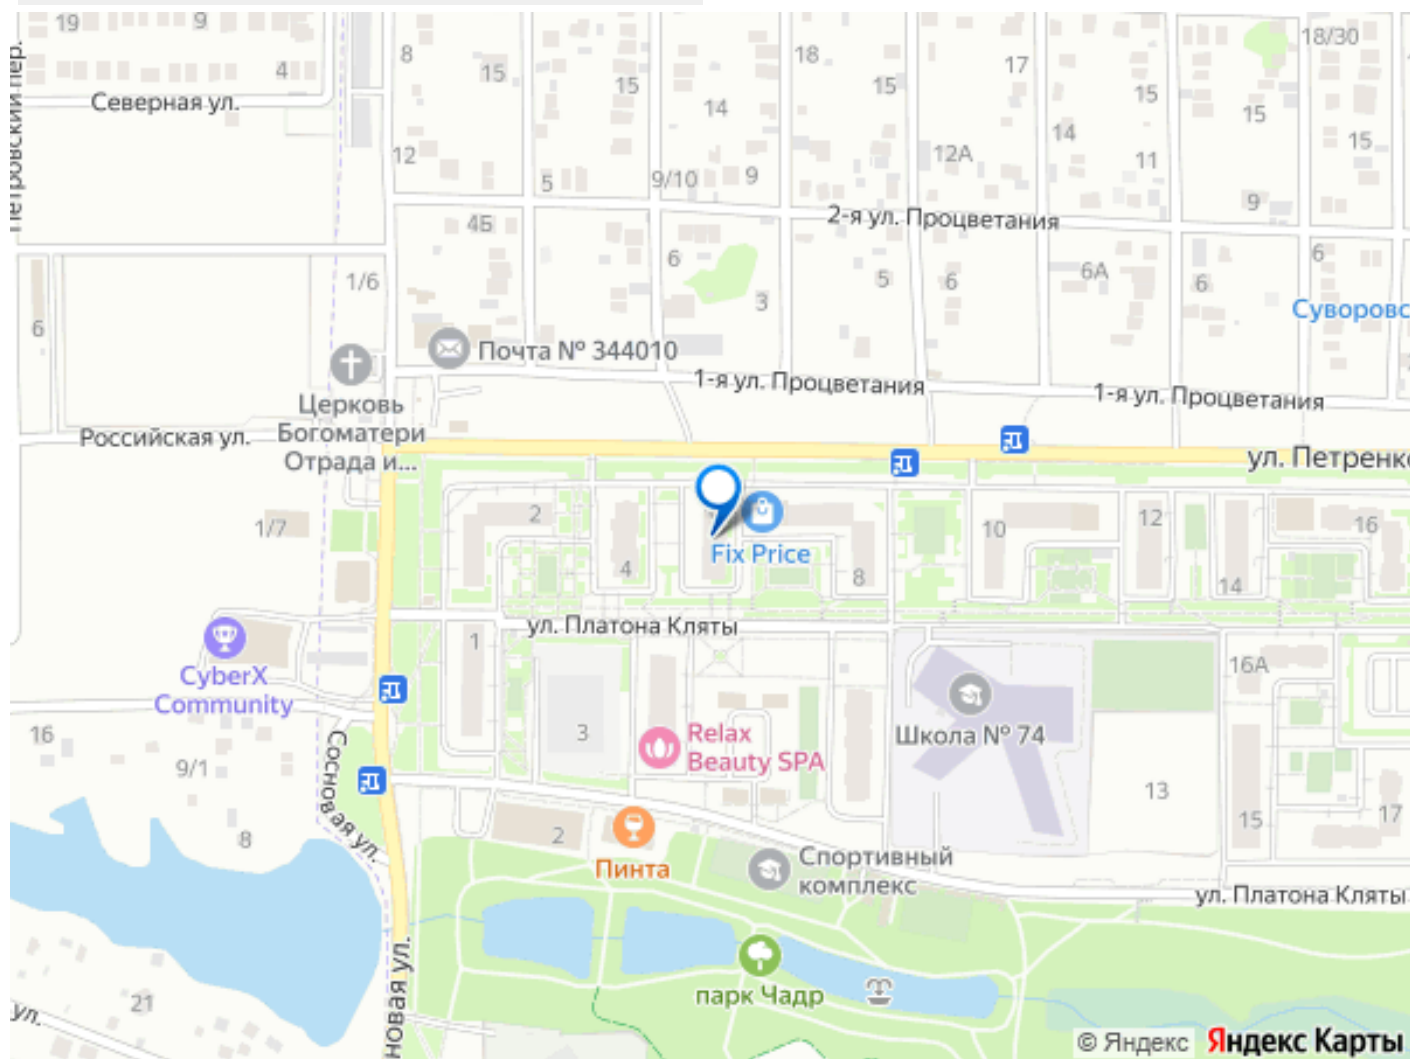 19
9
4
Северная ул.
Петровский пер.
8
15
15
14
18
15
17
15
14
11
18/30
15
15
12
5
9/10
9
12А
9
2-я ул. Процветания
4Б
6
3
5
6
6А
6
6
1/6
6
Суворовс
Почта № 344010
1-я ул. Процветания
1-я ул. Процветания
Церковь
Богоматери
Отрада и...
Российская ул.
ул. Петренко
1/7
2
4
Fix Price
8
10
12
14
16
ул. Платона Кляты
1
CyberX
Community
3
Relax
Beauty SPA
Школа № 74
16А
13
15
17
16
9/1
8
Сосновая ул.
2
Пинта
Спортивный
комплекс
ул. Платона Кляты
парк Чадр
21
ул.
новая ул.
© Яндекс Яндекс Карты